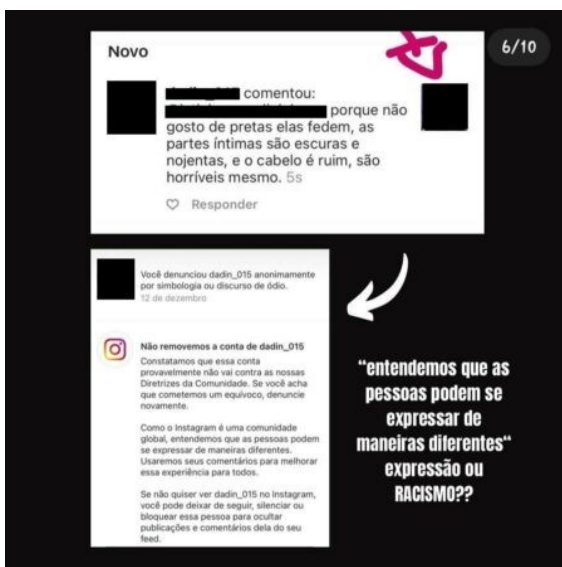 Novo
6/10
comentou:
porque não
gosto de pretas elas fedem, as
partes íntimas são escuras e
nojentas, e o cabelo é ruim, são
horríveis mesmo. 5s
Responder
Você denunciou dadin_015 anonimamente
por simbologia ou discurso de ódio.
12 de dezembro
Não removemos a conta de dadin_015
Constatamos que essa conta
provavelmente não vai contra as nossas
Diretrizes da Comunidade. Se você acha
que cometemos um equívoco, denuncie
novamente.
Como o Instagram é uma comunidade
global, entendemos que as pessoas podem
se expressar de maneiras diferentes.
Usaremos seus comentários para melhorar
essa experiência para todos.
Se não quiser ver dadin_015 no Instagram,
você pode deixar de seguir, silenciar ou
bloquear essa pessoa para ocultar
publicações e comentários dela do seu
feed.
“entendemos que as
pessoas podem se
expressar de
maneiras diferentes“
expressão ou
RACISMO??